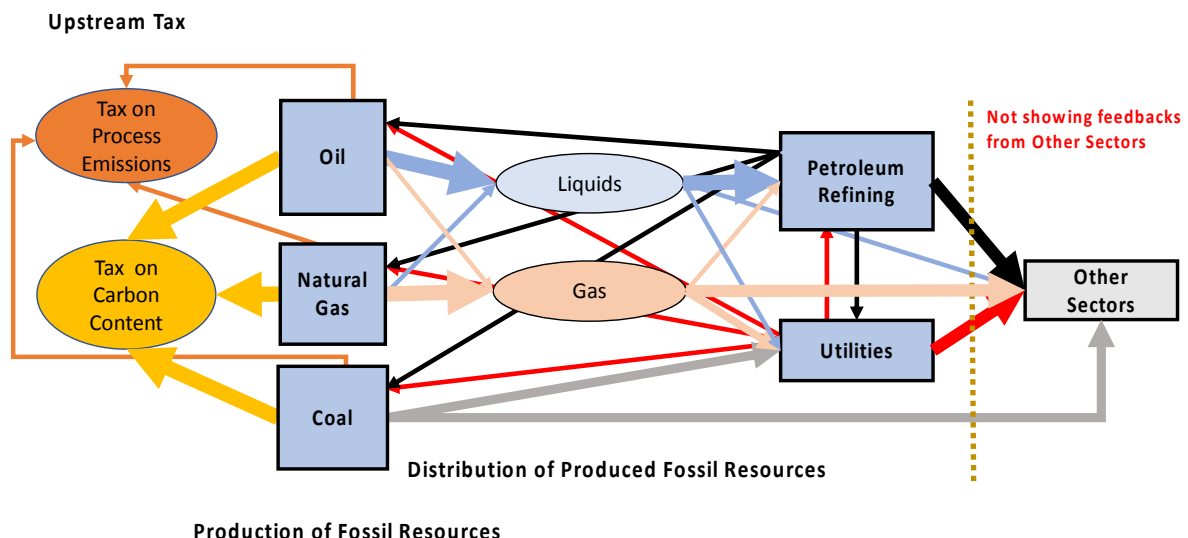 Upstream Tax
Tax on
Process
Emissions
Oil
Liquids
Petroleum
Refining
Not showing feedbacks
from Other Sectors
Tax on
Carbon
Content
Natural
Gas
Gas
Other
Sectors
Utilities
Coal
Distribution of Produced Fossil Resources
Production of Fossil Resources